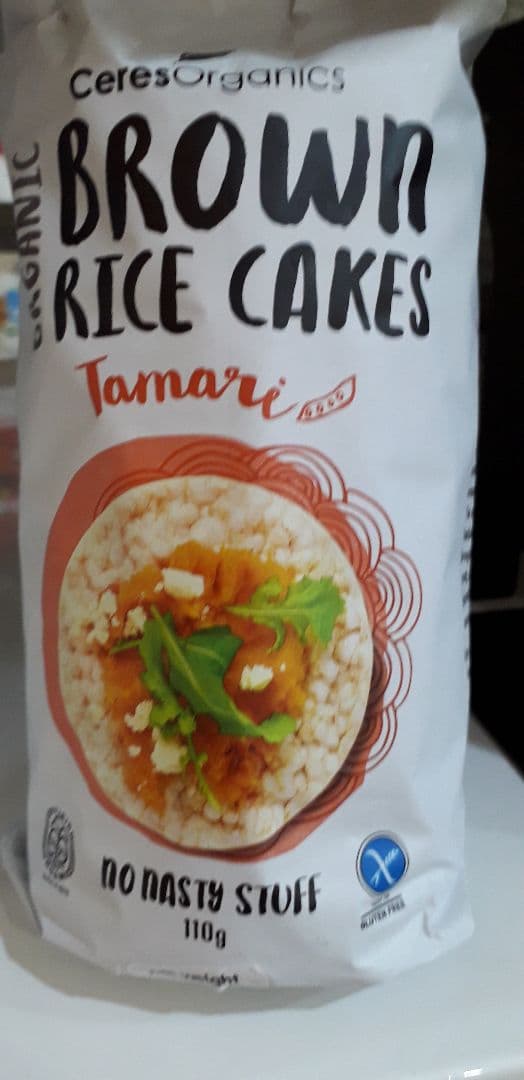 CeresOrganics
ORGANIC
BROWN
RICE CAKES
Tamari
NO NASTY STUFF
110g
GLUTEN FREE